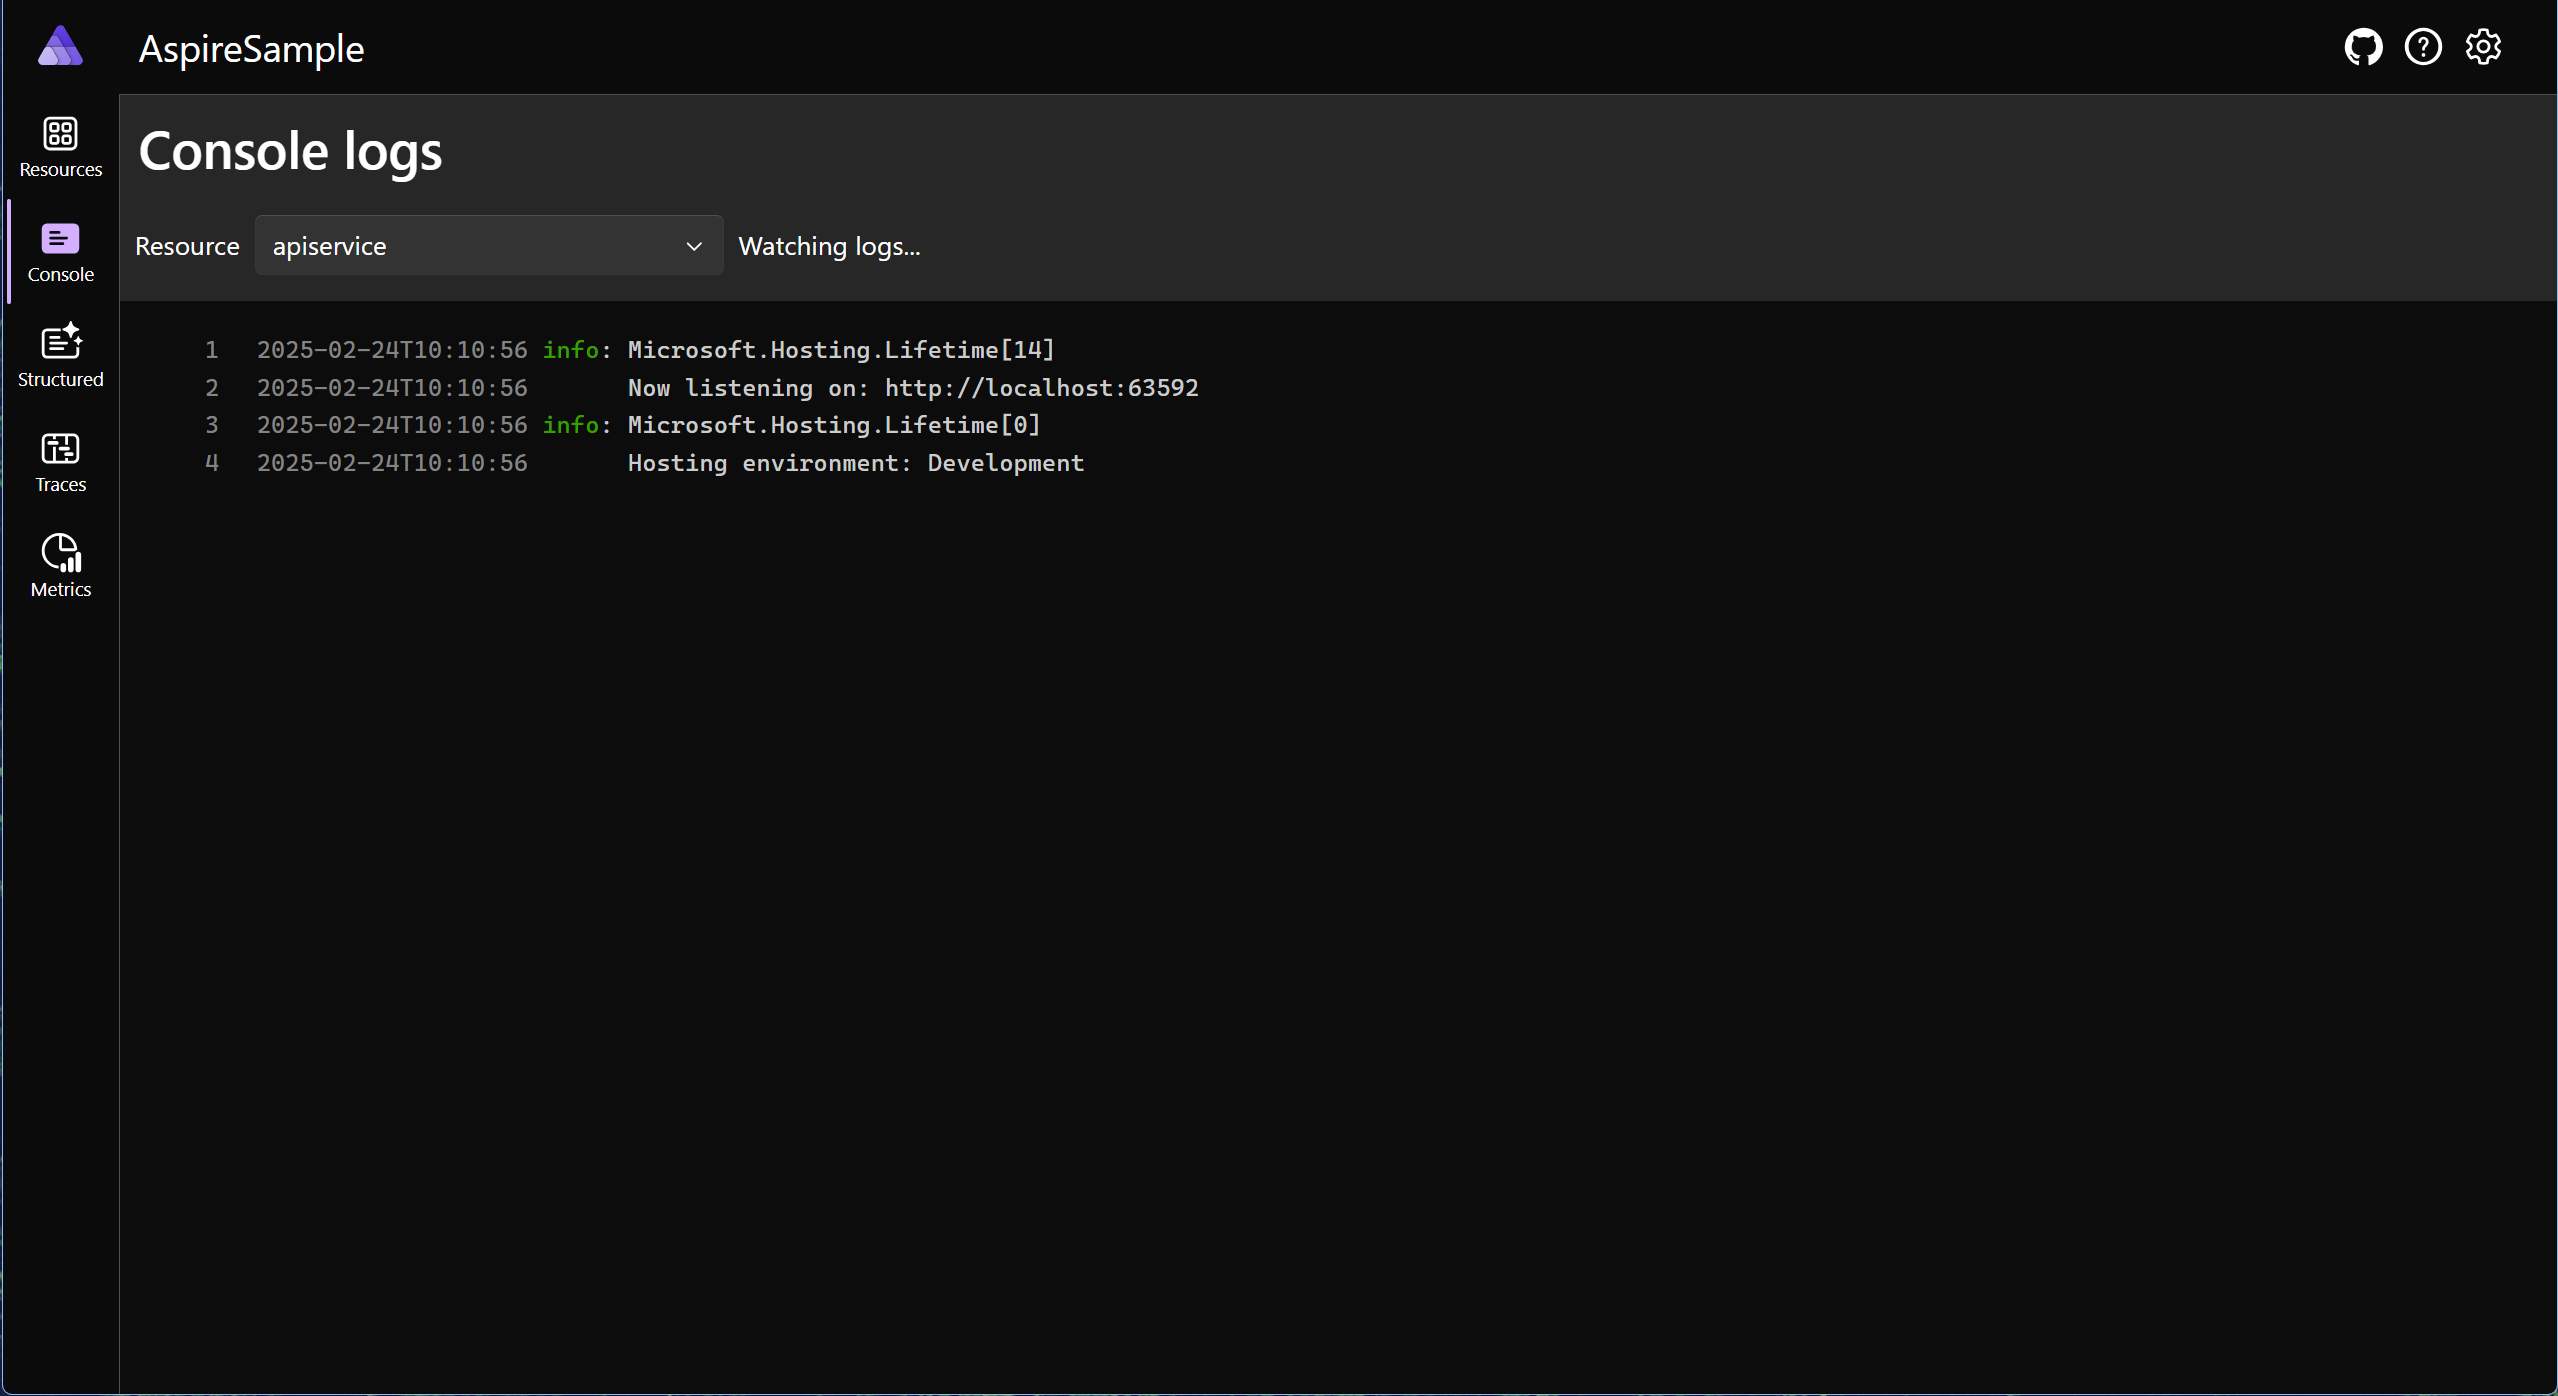 AspireSample
Resources
Console
Structured
Traces
Metrics
Console logs
Resource apiservice Watching logs...
1 2025-02-24T10:10:56 info: Microsoft.Hosting.Lifetime[14]
2 2025-02-24T10:10:56 Now listening on: http://localhost:63592
3 2025-02-24T10:10:56 info: Microsoft.Hosting.Lifetime[0]
4 2025-02-24T10:10:56 Hosting environment: Development